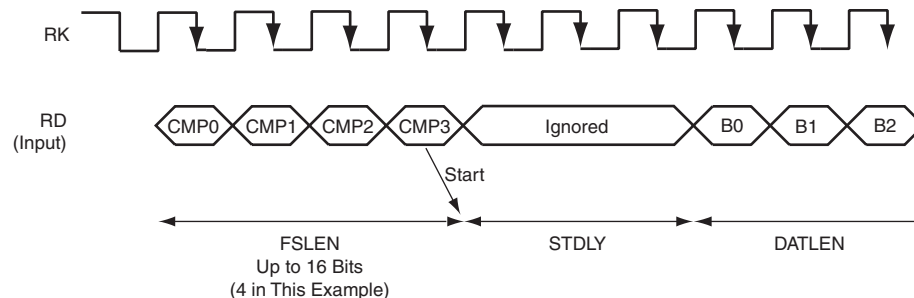 RK
RD
(Input)
CMP0 CMP1 CMP2 CMP3 Ignored B0 B1 B2
Start
FSLEN
Up to 16 Bits
(4 in This Example)
STDLY
DATLEN